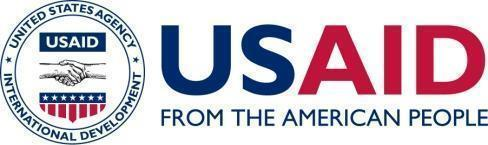 UNITED STATES AGENCY
USAID
INTERNATIONAL DEVELOPMENT
USAID
FROM THE AMERICAN PEOPLE